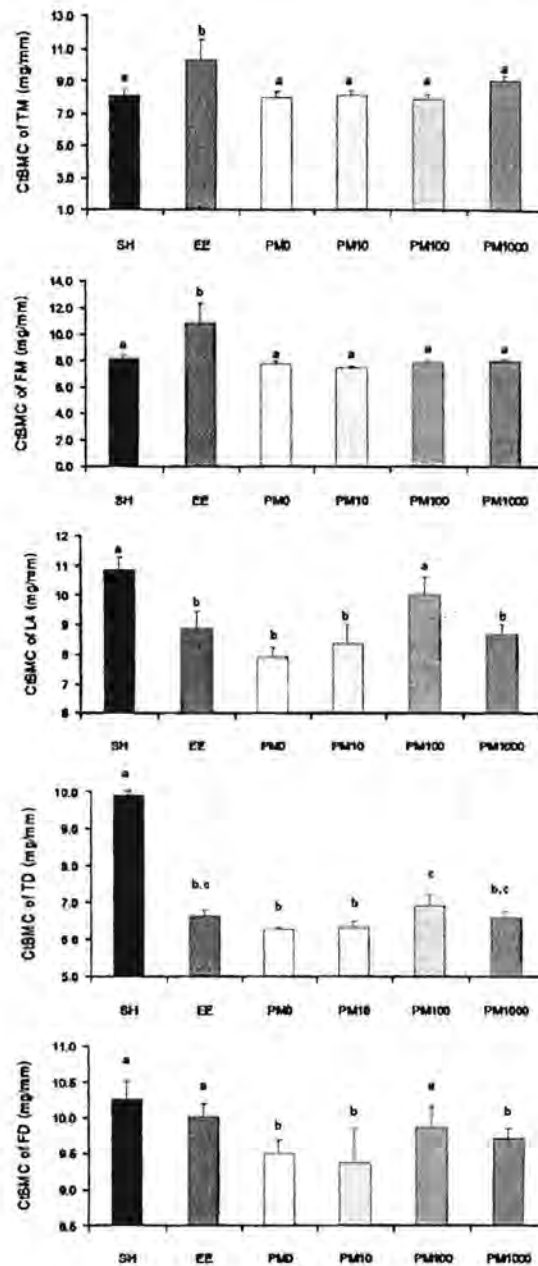 CtBMC of TM (mg/mm)
13.0
11.0
9.0
7.0
5.0
3.0
1.0
a b a a a a
SH EE PM0 PM10 PM100 PM1000
CtBMC of FM (mg/mm)
14.0
12.0
10.0
8.0
6.0
4.0
2.0
0.0
a b a a a a
SH EE PM0 PM10 PM100 PM1000
CtBMC of L4 (mg/mm)
12
11
10
9
8
7
6
a b b b a b
SH EE PM0 PM10 PM100 PM1000
CtBMC of TD (mg/mm)
10.0
9.0
8.0
7.0
6.0
5.0
a b,c b b c b,c
SH EE PM0 PM10 PM100 PM1000
CtBMC of FD (mg/mm)
11.0
10.5
10.0
9.5
9.0
8.5
a a b b a b
SH EE PM0 PM10 PM100 PM1000